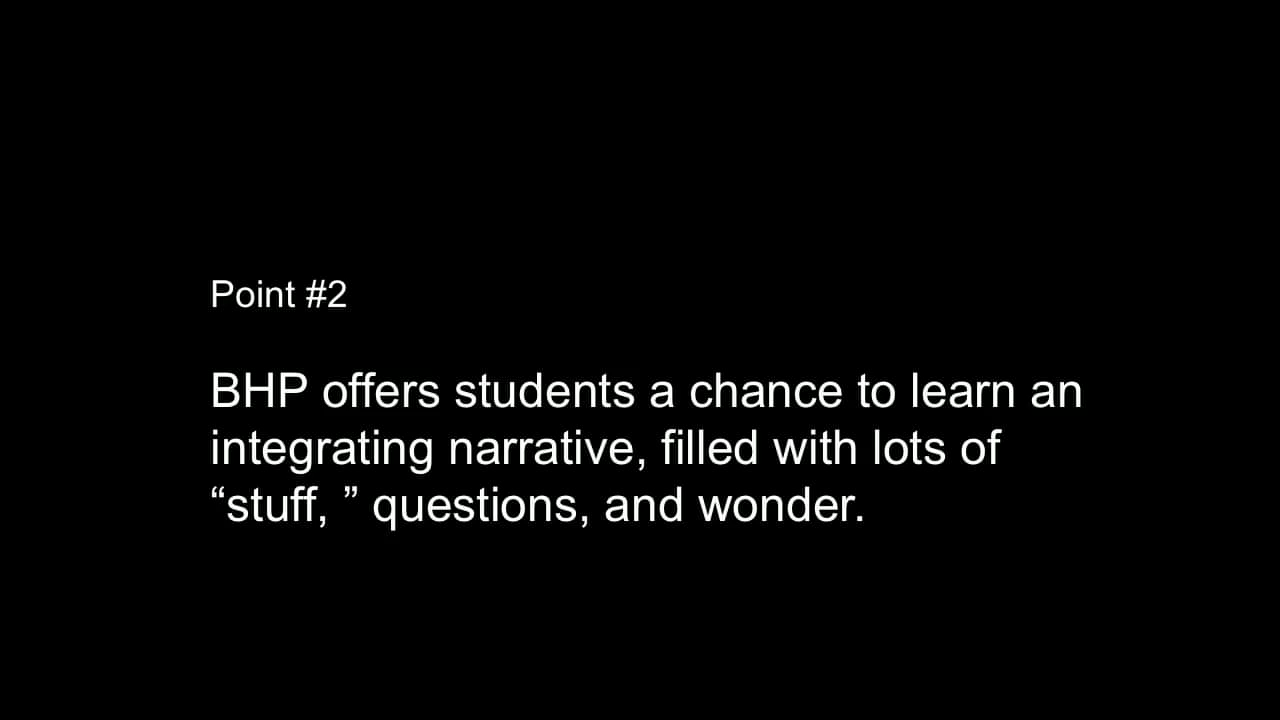 Point #2
BHP offers students a chance to learn an
integrating narrative, filled with lots of
“stuff, ” questions, and wonder.